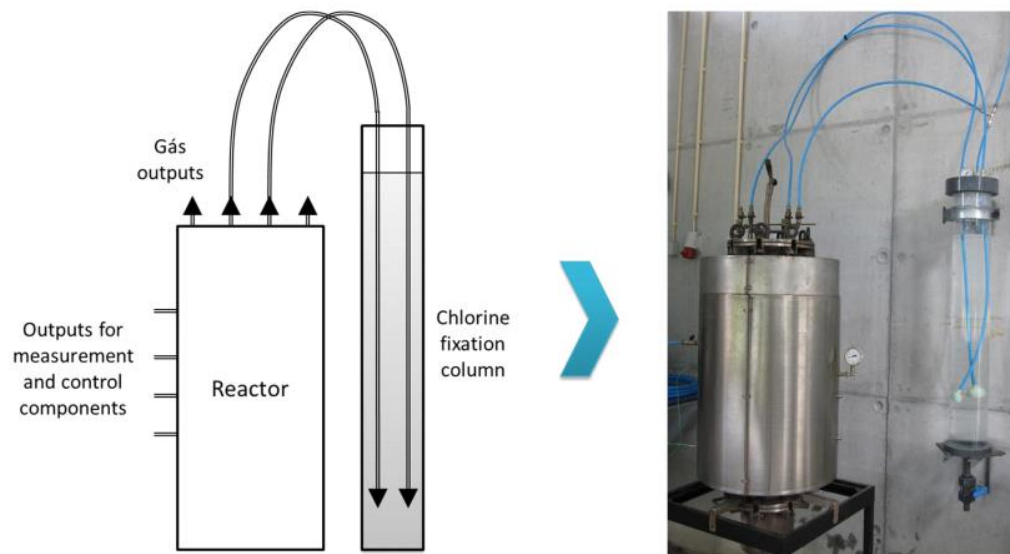 Gás
outputs
Outputs for
measurement
and control
components
Reactor
Chlorine
fixation
column